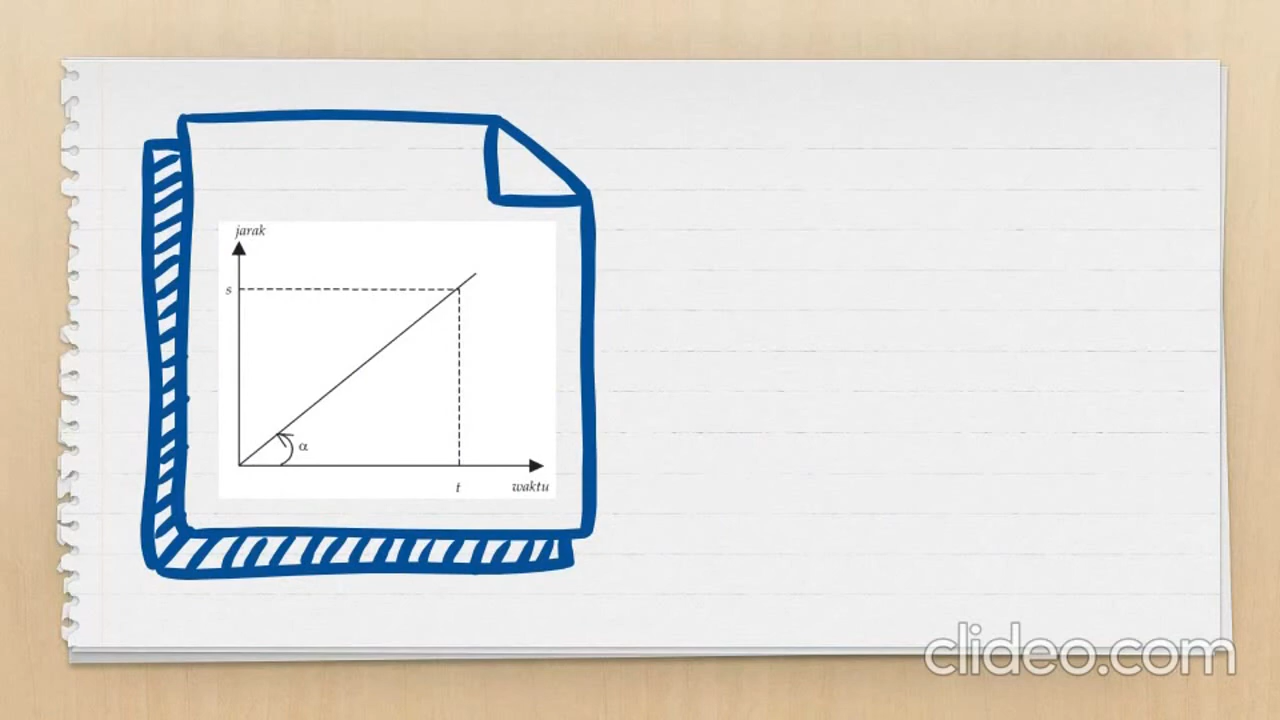 jarak
s
α
t
waktu
clideo.com